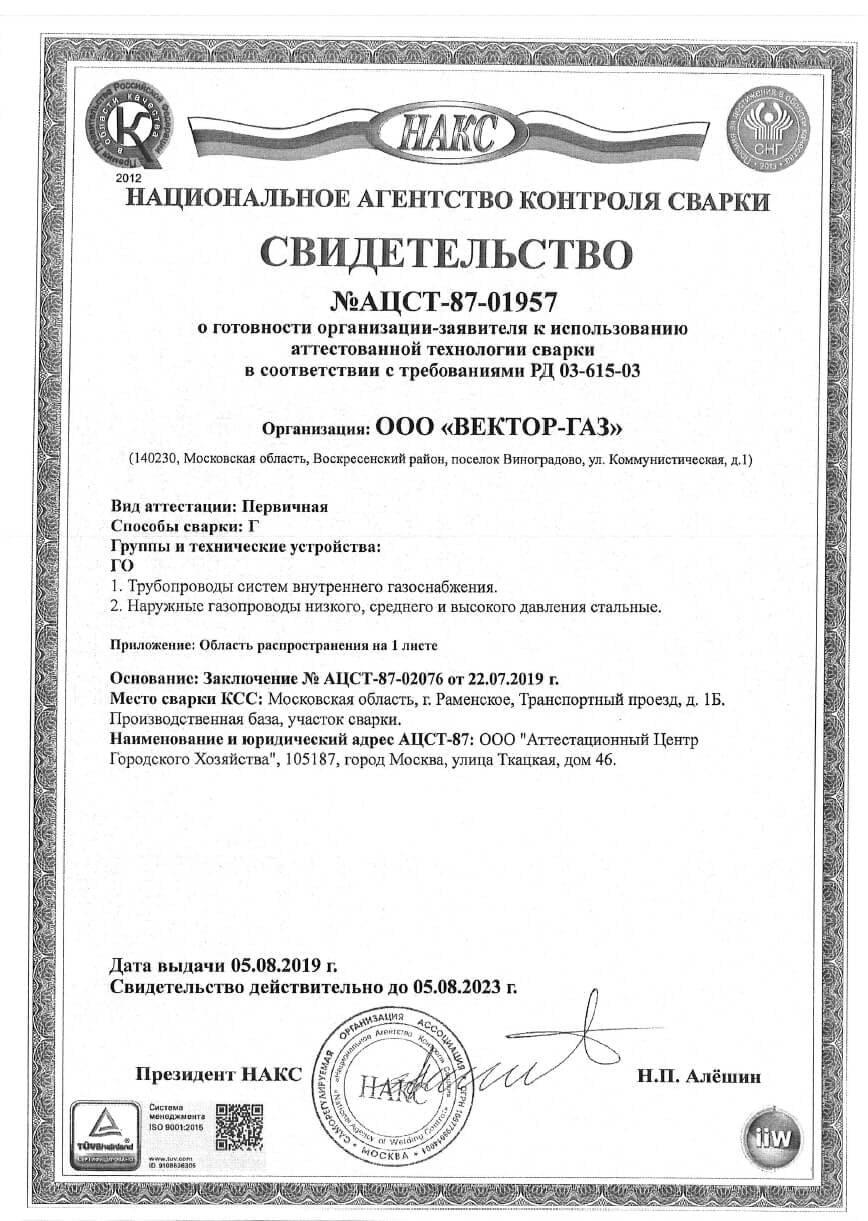 Премия Правительства Российской Федерации
в области качества
2012
НАКС
Премия за достижения в области качества
СНГ
2013
НАЦИОНАЛЬНОЕ АГЕНТСТВО КОНТРОЛЯ СВАРКИ
СВИДЕТЕЛЬСТВО
№АЦСТ-87-01957
о готовности организации-заявителя к использованию
аттестованной технологии сварки
в соответствии с требованиями РД 03-615-03
Организация: ООО «ВЕКТОР-ГАЗ»
(140230, Московская область, Воскресенский район, поселок Виноградово, ул. Коммунистическая, д.1)
Вид аттестации: Первичная
Способы сварки: Г
Группы и технические устройства:
ГО
1. Трубопроводы систем внутреннего газоснабжения.
2. Наружные газопроводы низкого, среднего и высокого давления стальные.
Приложение: Область распространения на 1 листе
Основание: Заключение № АЦСТ-87-02076 от 22.07.2019 г.
Место сварки КСС: Московская область, г. Раменское, Транспортный проезд, д. 1Б.
Производственная база, участок сварки.
Наименование и юридический адрес АЦСТ-87: ООО "Аттестационный Центр
Городского Хозяйства", 105187, город Москва, улица Ткацкая, дом 46.
Дата выдачи 05.08.2019 г.
Свидетельство действительно до 05.08.2023 г.
Президент НАКС
Н.П. Алёшин
САМОРЕГУЛИРУЕМАЯ ОРГАНИЗАЦИЯ АССОЦИАЦИЯ
«Национальное Агентство Контроля Сварки»
НАКС
National Agency of Welding Control
МОСКВА
TÜVRheinland
Система
менеджмента
ISO 9001:2015
www.tuv.com
ID 9108636305
iiw